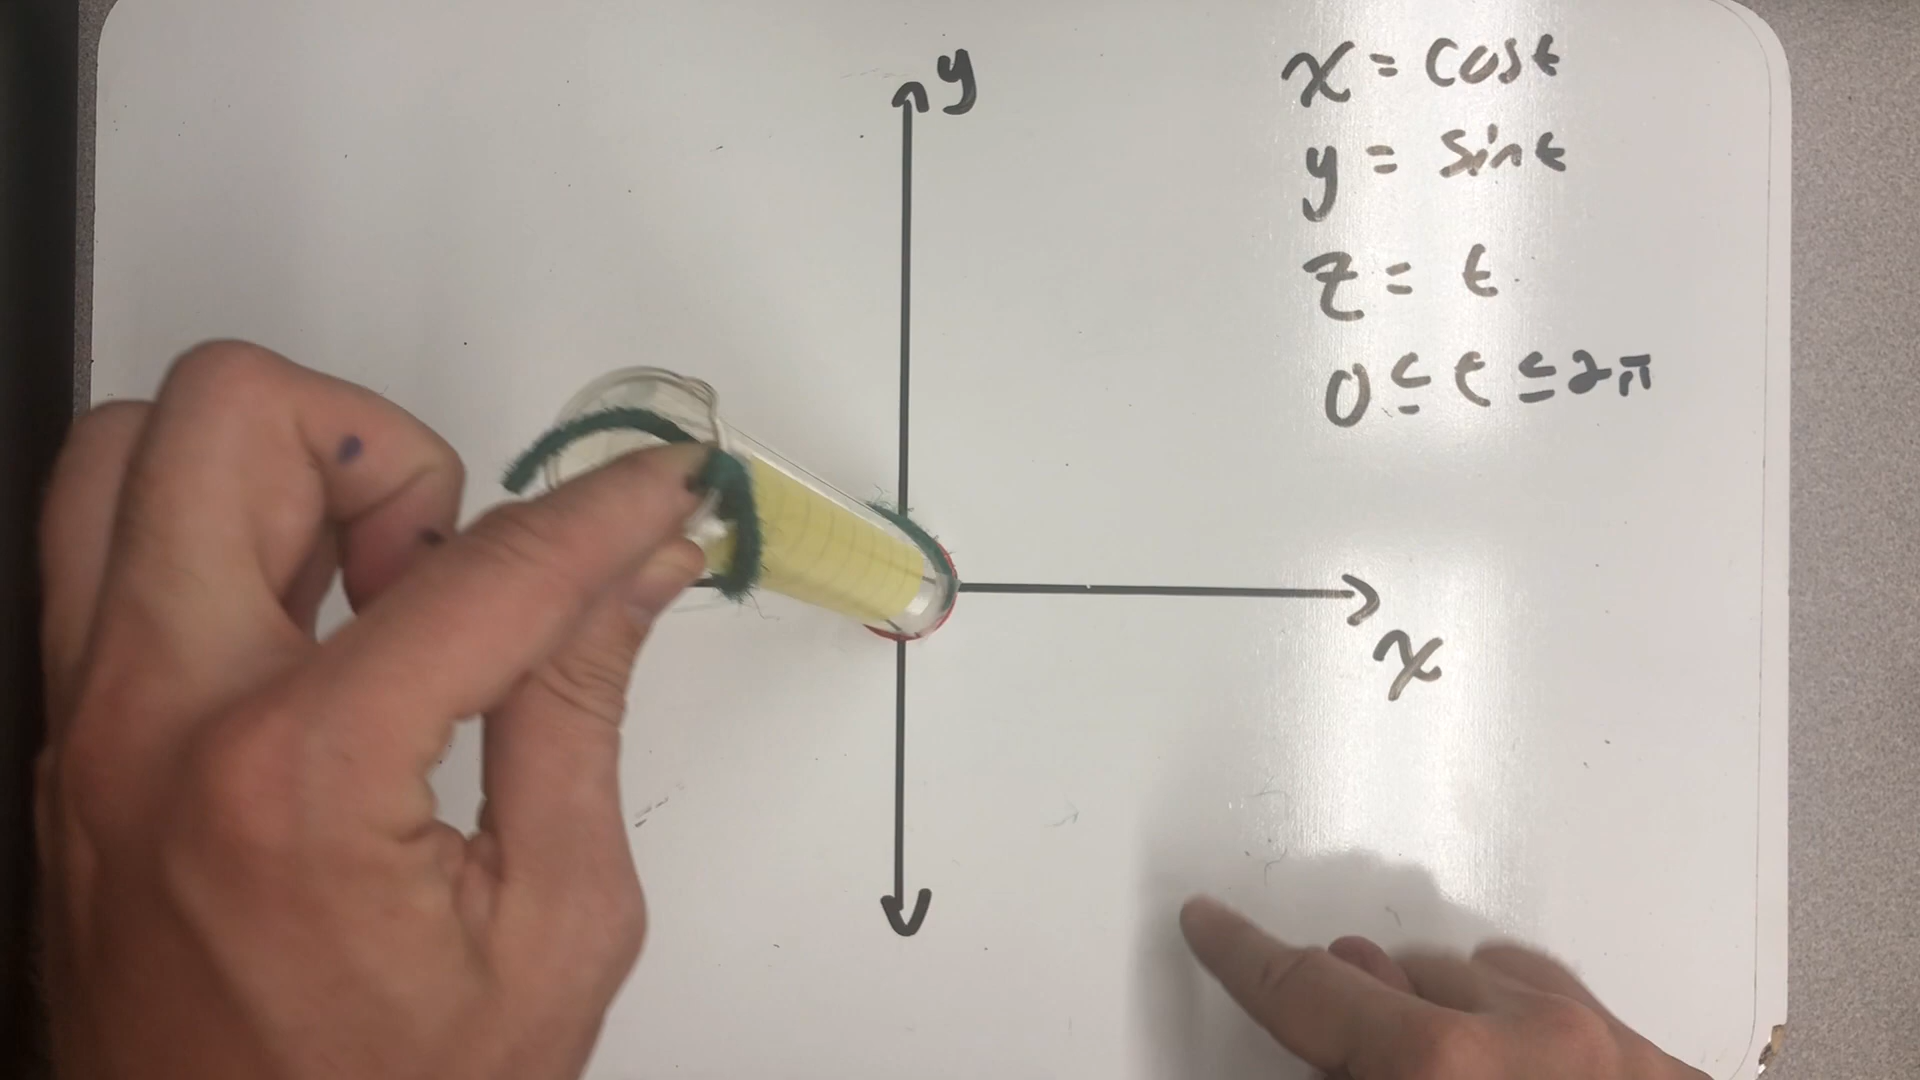 y
x = cost
y = sint
z = t
0 ≤ t ≤ 2π
x